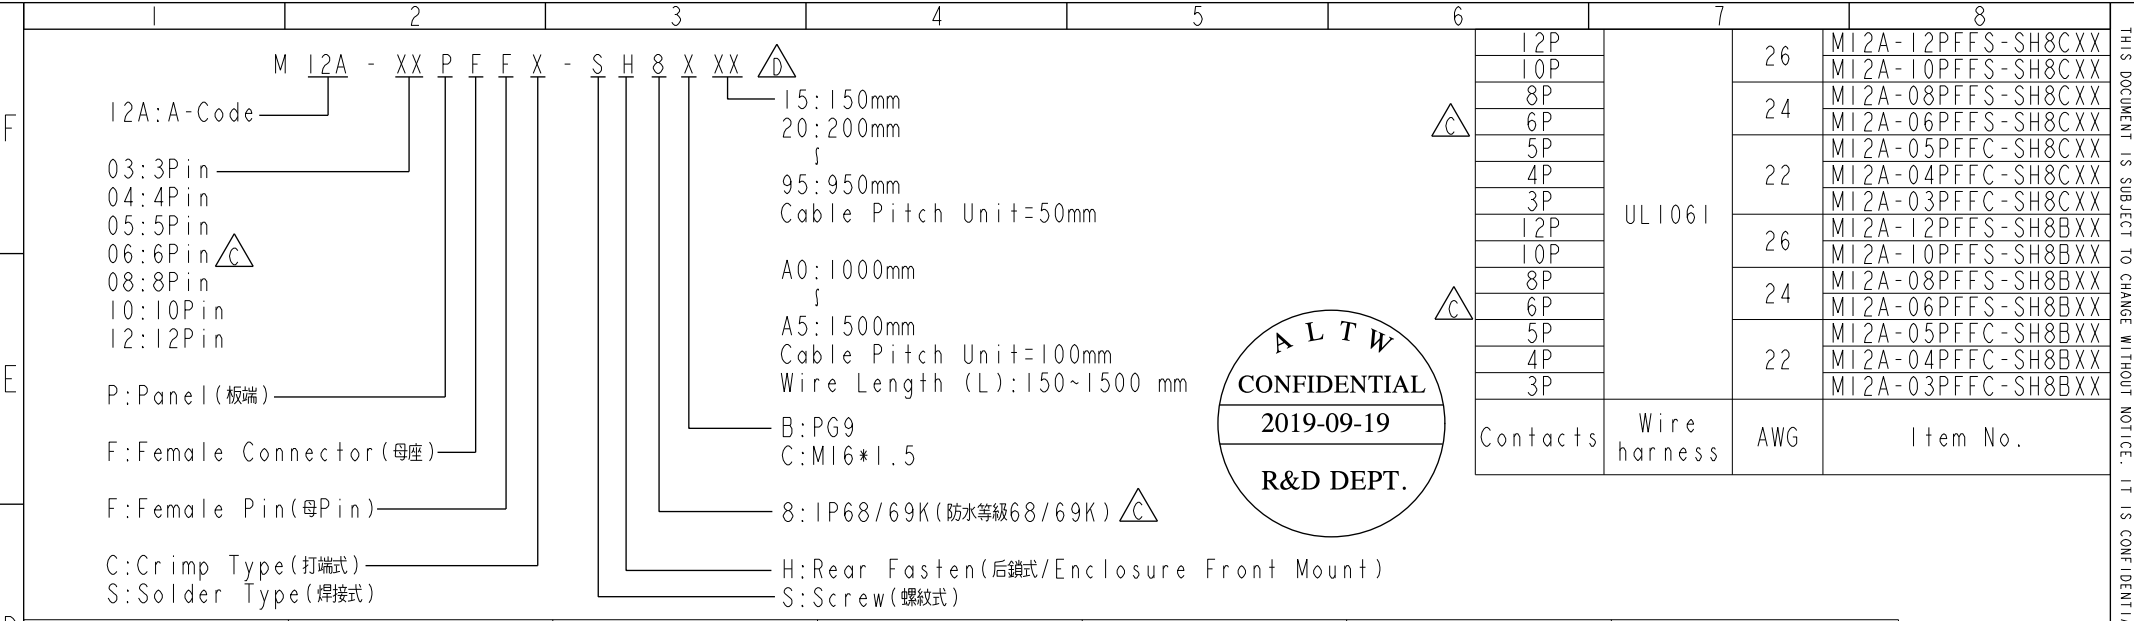 1 2 3 4 5 6 7 8
M 12A - XX P F F X - S H 8 X XX D
12A:A-Code
03:3Pin
04:4Pin
05:5Pin
06:6Pin C
08:8Pin
10:10Pin
12:12Pin
P:Panel(板端)
F:Female Connector(母座)
F:Female Pin(母Pin)
C:Crimp Type(打端式)
S:Solder Type(焊接式)
15:150mm
20:200mm
∫
95:950mm
Cable Pitch Unit=50mm
A0:1000mm
∫
A5:1500mm
Cable Pitch Unit=100mm
Wire Length (L):150~1500 mm
B:PG9
C:M16*1.5
8:IP68/69K(防水等級68/69K) C
H:Rear Fasten(后鎖式/Enclosure Front Mount)
S:Screw(螺紋式)
ALTW
CONFIDENTIAL
2019-09-19
R&D DEPT.
12P UL1061 26 M12A-12PFFS-SH8CXX
10P M12A-10PFFS-SH8CXX
8P 24 M12A-08PFFS-SH8CXX
C 6P M12A-06PFFS-SH8CXX
5P 22 M12A-05PFFC-SH8CXX
4P M12A-04PFFC-SH8CXX
3P M12A-03PFFC-SH8CXX
12P 26 M12A-12PFFS-SH8BXX
10P M12A-10PFFS-SH8BXX
8P 24 M12A-08PFFS-SH8BXX
C 6P M12A-06PFFS-SH8BXX
5P 22 M12A-05PFFC-SH8BXX
4P M12A-04PFFC-SH8BXX
3P M12A-03PFFC-SH8BXX
Contacts Wire harness AWG Item No.
F
E
THIS DOCUMENT IS SUBJECT TO CHANGE WITHOUT NOTICE. IT IS CONFIDENTIA